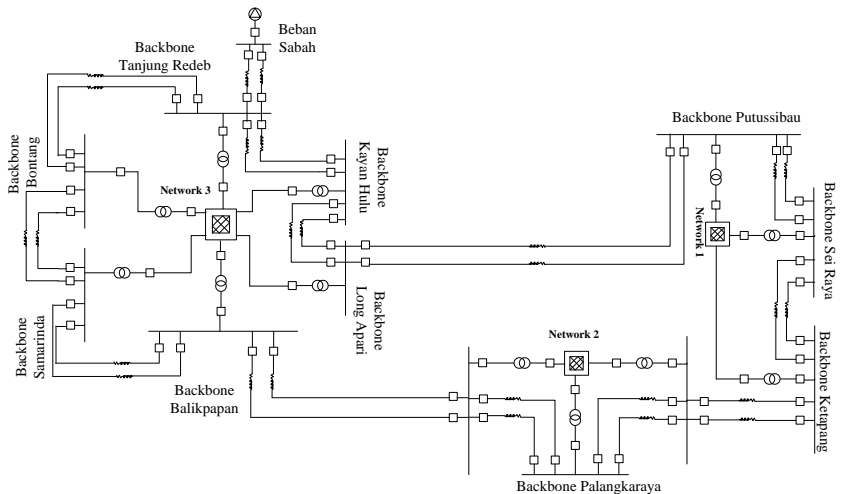 Beban
Sabah
Backbone
Tanjung Redeb
Backbone Putussibau
Backbone
Bontang
Backbone
Kayan Hulu
Network 3
Network 1
Backbone Sei Raya
Backbone
Long Apari
Backbone
Samarinda
Network 2
Backbone Ketapang
Backbone
Balikpapan
Backbone Palangkaraya